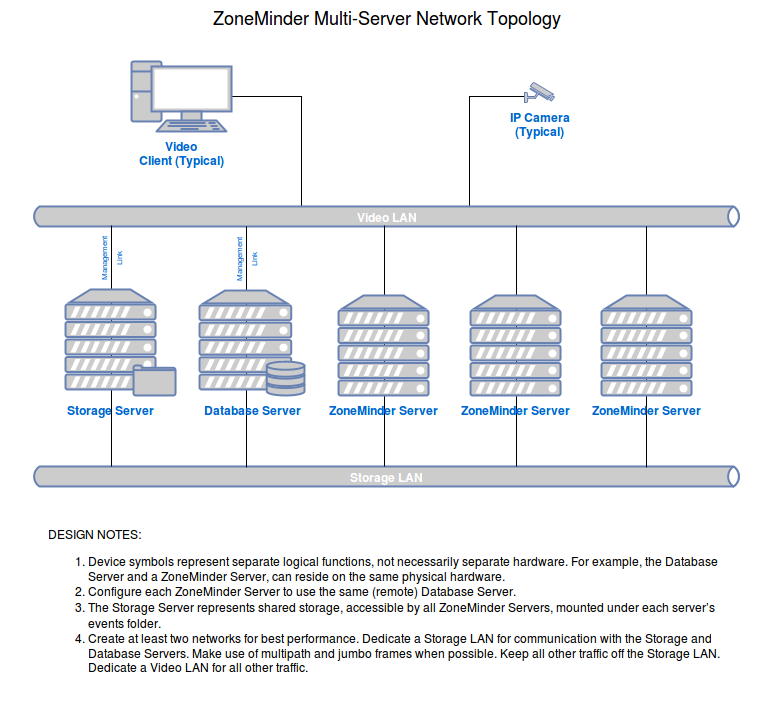 ZoneMinder Multi-Server Network Topology
Video
Client (Typical)
IP Camera
(Typical)
Video LAN
Management
Link
Management
Link
Storage Server
Database Server
ZoneMinder Server
ZoneMinder Server
ZoneMinder Server
Storage LAN
DESIGN NOTES:
1. Device symbols represent separate logical functions, not necessarily separate hardware. For example, the Database
Server and a ZoneMinder Server, can reside on the same physical hardware.
2. Configure each ZoneMinder Server to use the same (remote) Database Server.
3. The Storage Server represents shared storage, accessible by all ZoneMinder Servers, mounted under each server's
events folder.
4. Create at least two networks for best performance. Dedicate a Storage LAN for communication with the Storage and
Database Servers. Make use of multipath and jumbo frames when possible. Keep all other traffic off the Storage LAN.
Dedicate a Video LAN for all other traffic.